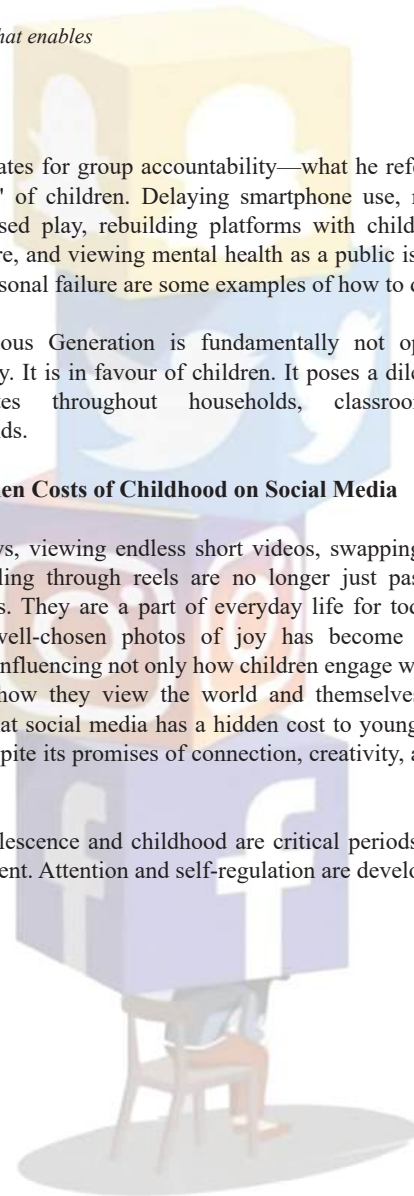 hat enables
ates for group accountability—what he refe
" of children. Delaying smartphone use, r
sed play, rebuilding platforms with child
re, and viewing mental health as a public is
sonal failure are some examples of how to d
ous Generation is fundamentally not op
y. It is in favour of children. It poses a dile
tes throughout households, classroom
ds.
en Costs of Childhood on Social Media
ys, viewing endless short videos, swapping
ling through reels are no longer just pas
s. They are a part of everyday life for tod
well-chosen photos of joy has become
influencing not only how children engage w
how they view the world and themselves
at social media has a hidden cost to young
pite its promises of connection, creativity, a
lescence and childhood are critical periods
ent. Attention and self-regulation are develo